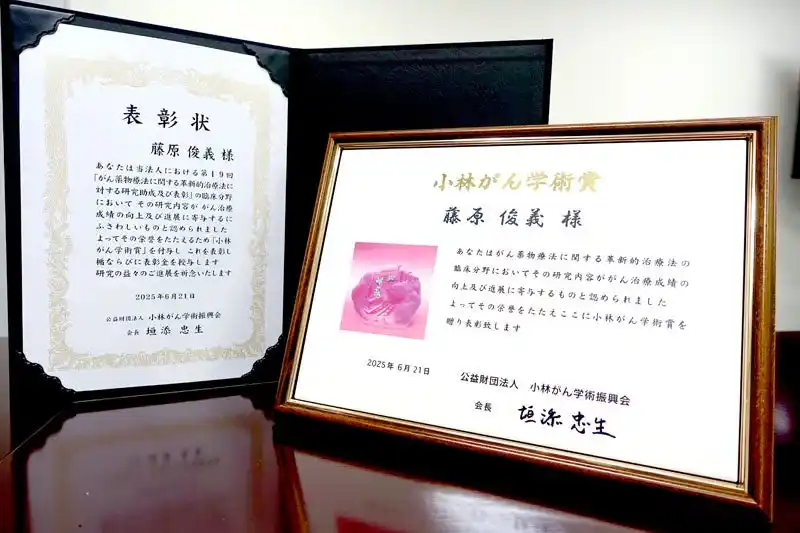 表彰状
藤原 俊義 様
あなたは当法人における第19回
「がん薬物療法に関する革新的治療法に
対する研究助成及び表彰」の臨床分野
において その研究内容が がん治療
成績の向上及び進展に寄与するに
ふさわしいものと認められました
よってその栄誉をたたえるため「小林
がん学術賞」を付与し これを表彰し
楯ならびに表彰金を授与します
研究の益々のご進展を祈念いたします
2025年6月21日
公益財団法人 小林がん学術振興会
会長 垣添 忠生
小林がん学術賞
藤原 俊義 様
あなたはがん薬物療法に関する革新的治療法の
臨床分野においてその研究内容ががん治療成績の
向上及び進展に寄与するものと認められました
よってその栄誉をたたえここに小林がん学術賞を
贈り表彰致します
2025年 6月21日
公益財団法人 小林がん学術振興会
会長 垣添 忠生